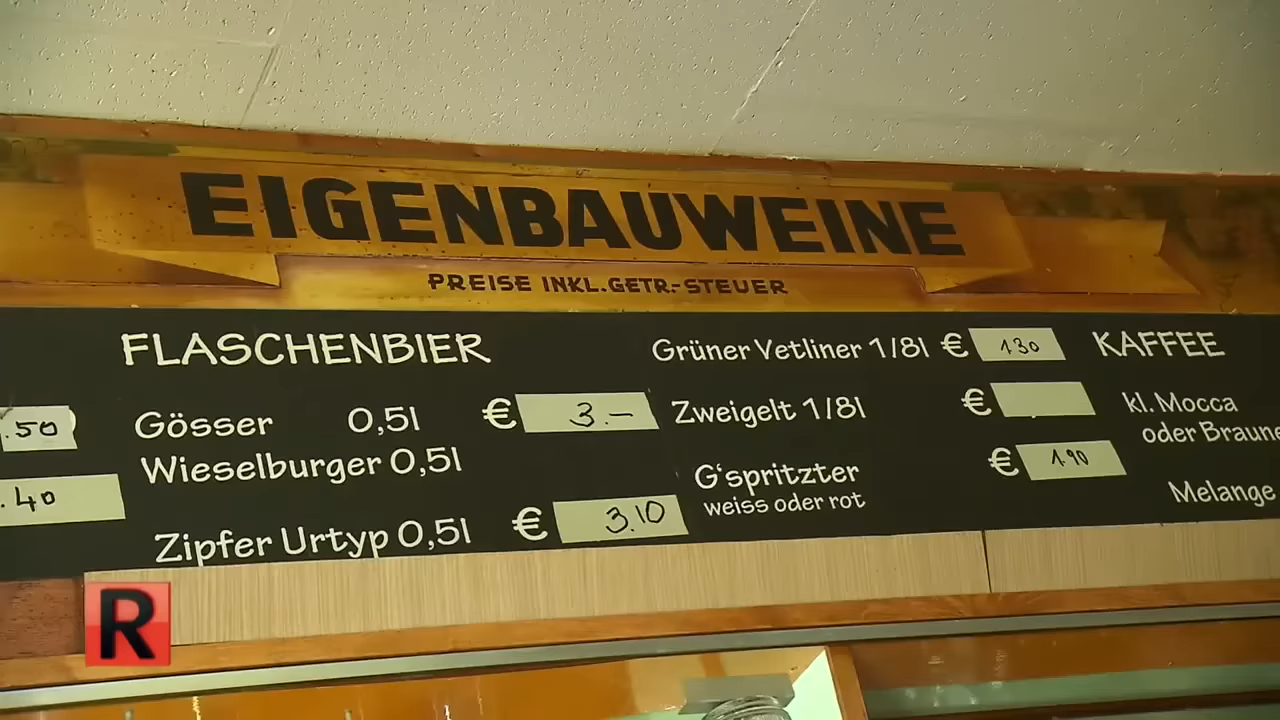 EIGENBAUWEINE
PREISE INKL.GETR.-STEUER
.50
.40
FLASCHENBIER
Gösser 0,5l € 3.–
Wieselburger 0,5l
Zipfer Urtyp 0,5l € 3.10
Grüner Vetliner 1/8l € 1.30
Zweigelt 1/8l €
G'spritzter € 1.90
weiss oder rot
KAFFEE
kl. Mocca
oder Braune
Melange
R